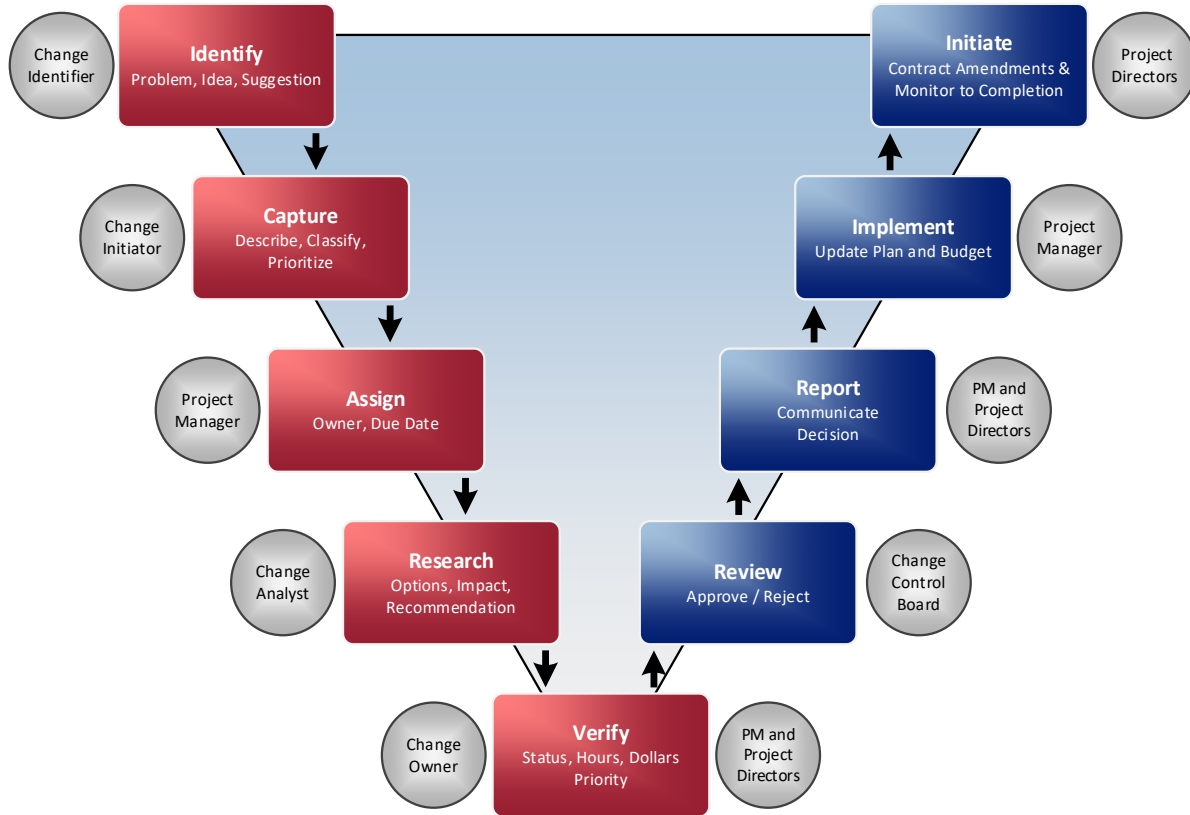 Change
Identifier
Identify
Problem, Idea, Suggestion
Initiate
Contract Amendments &
Monitor to Completion
Project
Directors
Change
Initiator
Capture
Describe, Classify,
Prioritize
Implement
Update Plan and Budget
Project
Manager
Project
Manager
Assign
Owner, Due Date
Report
Communicate
Decision
PM and
Project
Directors
Change
Analyst
Research
Options, Impact,
Recommendation
Review
Approve / Reject
Change
Control
Board
Change
Owner
Verify
Status, Hours, Dollars
Priority
PM and
Project
Directors